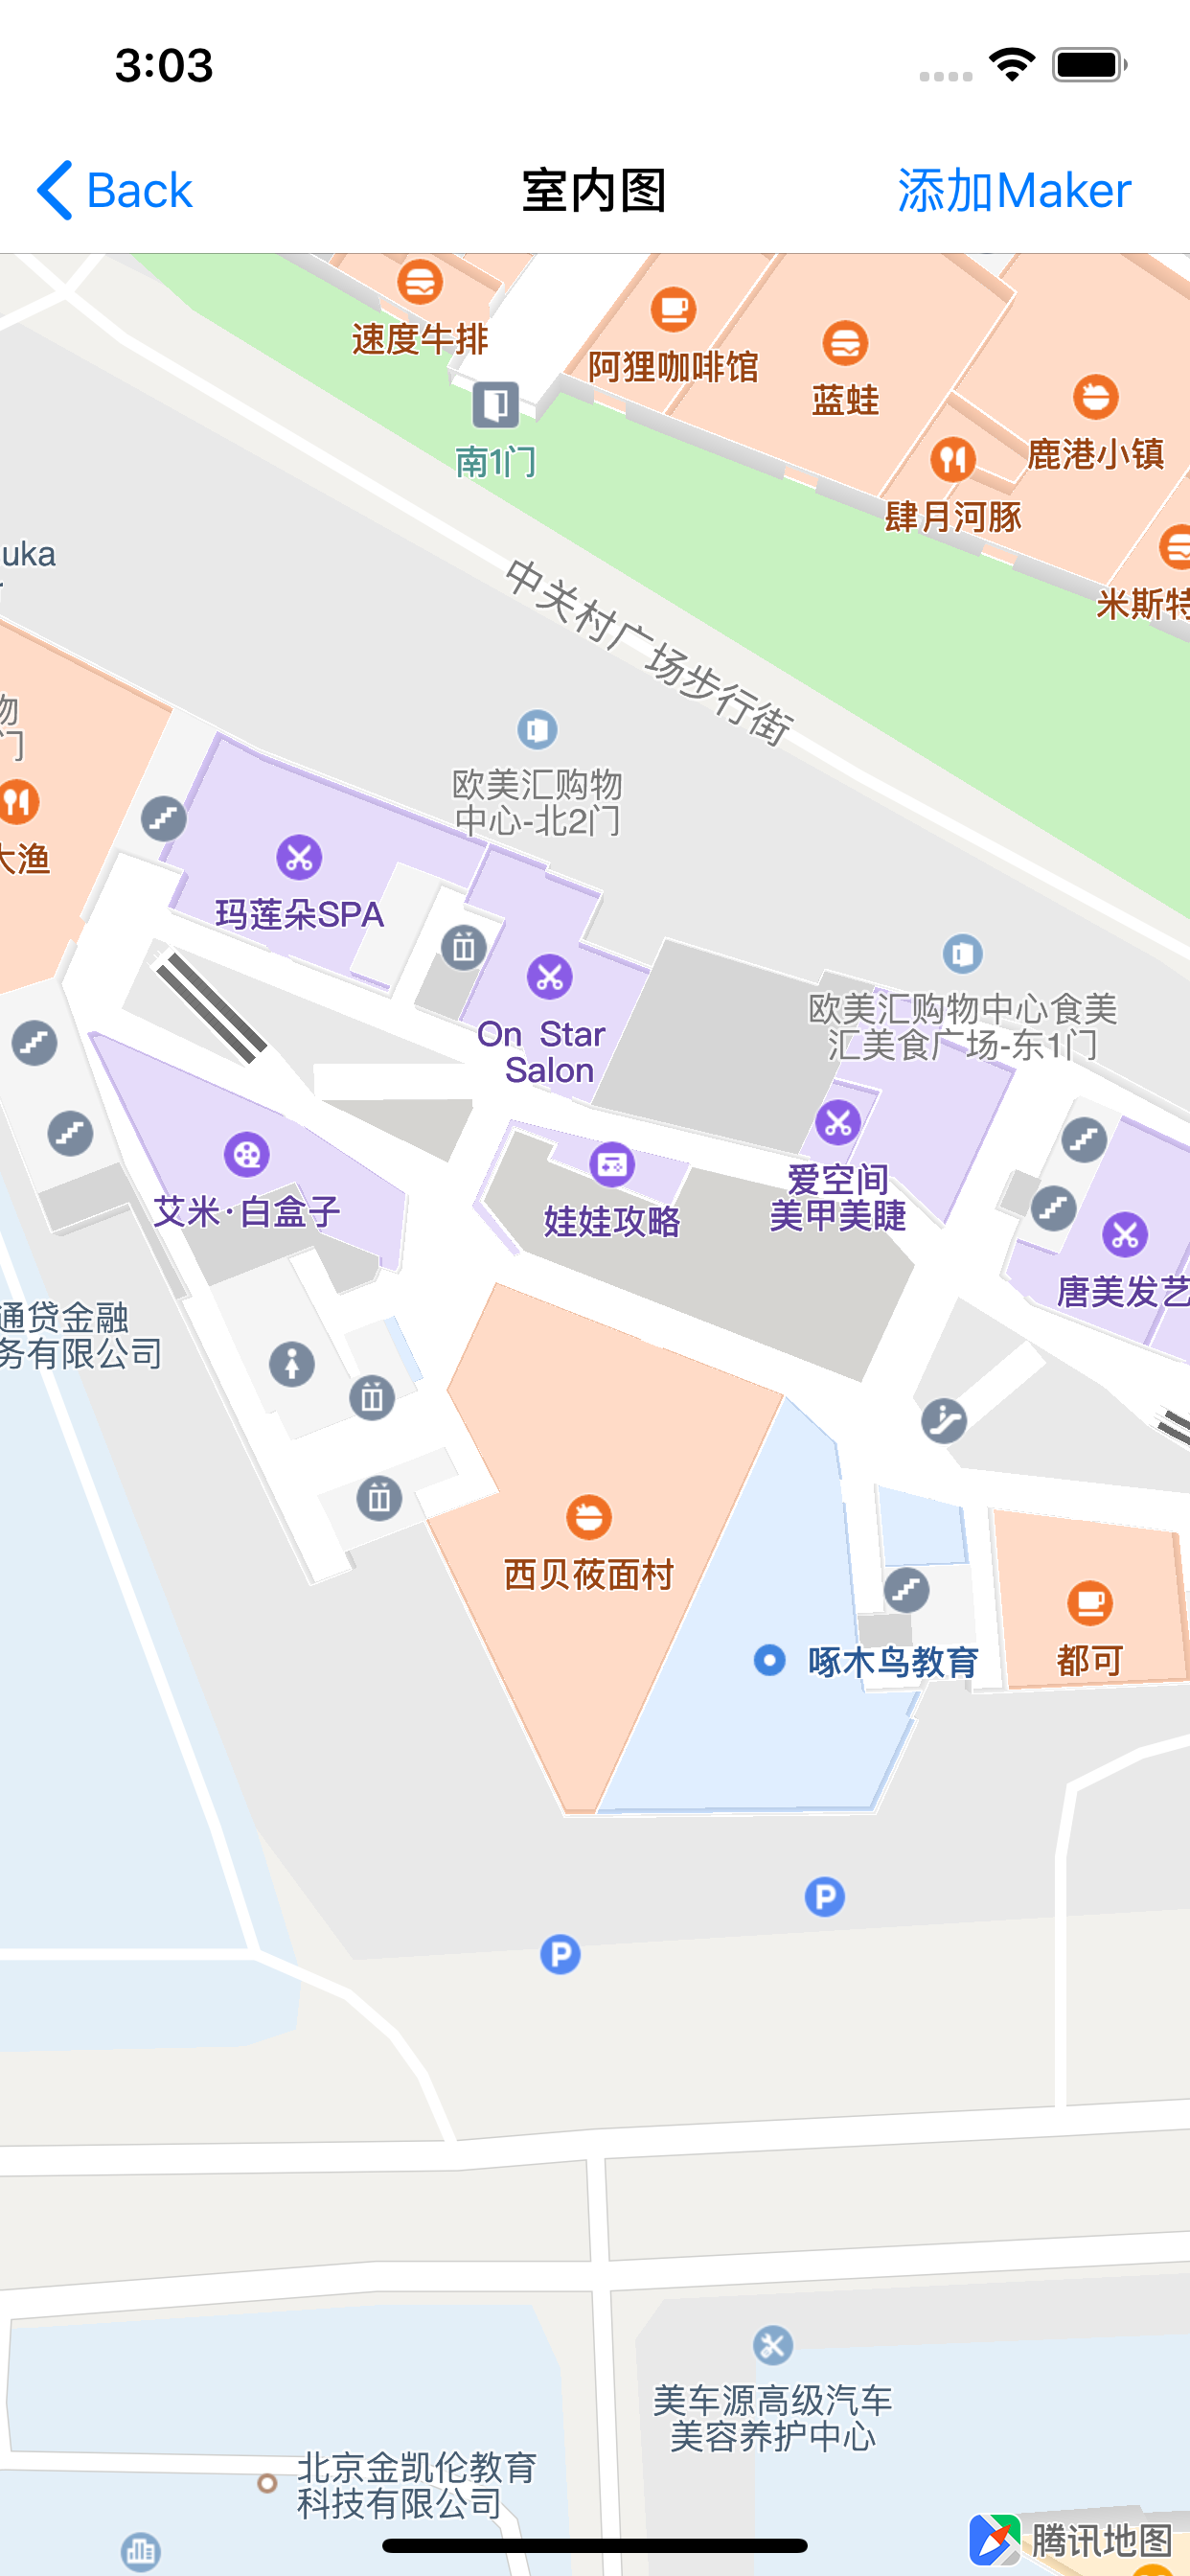 3:03
Back
室内图
添加Maker
速度牛排
阿狸咖啡馆
蓝蛙
鹿港小镇
南1门
肆月河豚
uka
米斯特
中关村广场步行街
物
门
欧美汇购物
中心-北2门
大渔
玛莲朵SPA
On Star
Salon
欧美汇购物中心食美
汇美食广场-东1门
艾米·白盒子
娃娃攻略
爱空间
美甲美睫
唐美发艺
通贷金融
务有限公司
西贝莜面村
啄木鸟教育
都可
P
P
美车源高级汽车
美容养护中心
北京金凯伦教育
科技有限公司
腾讯地图